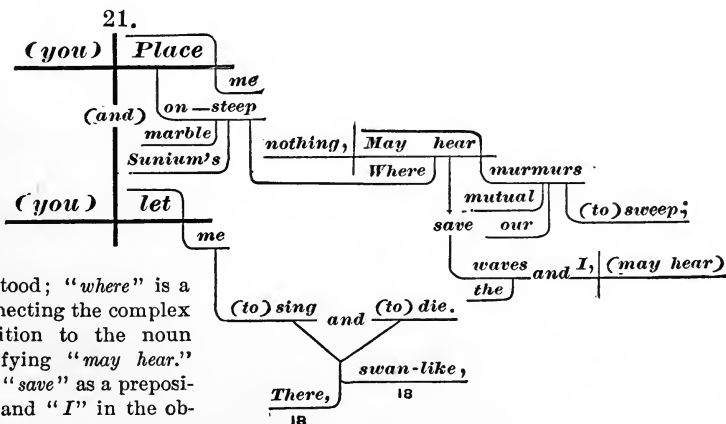 21.
(you) Place
me
(and) on—steep
marble
Sunium's
nothing, May hear
Where
murmurs
mutual
our
(to) sweep;
save
(you) let
me
waves and I, (may hear)
the
(to) sing and (to) die.
swan-like,
18
There,
18
tood; "where" is a
necting the complex
ition to the noun
fying "may hear."
"save" as a preposi-
and "I" in the ob-